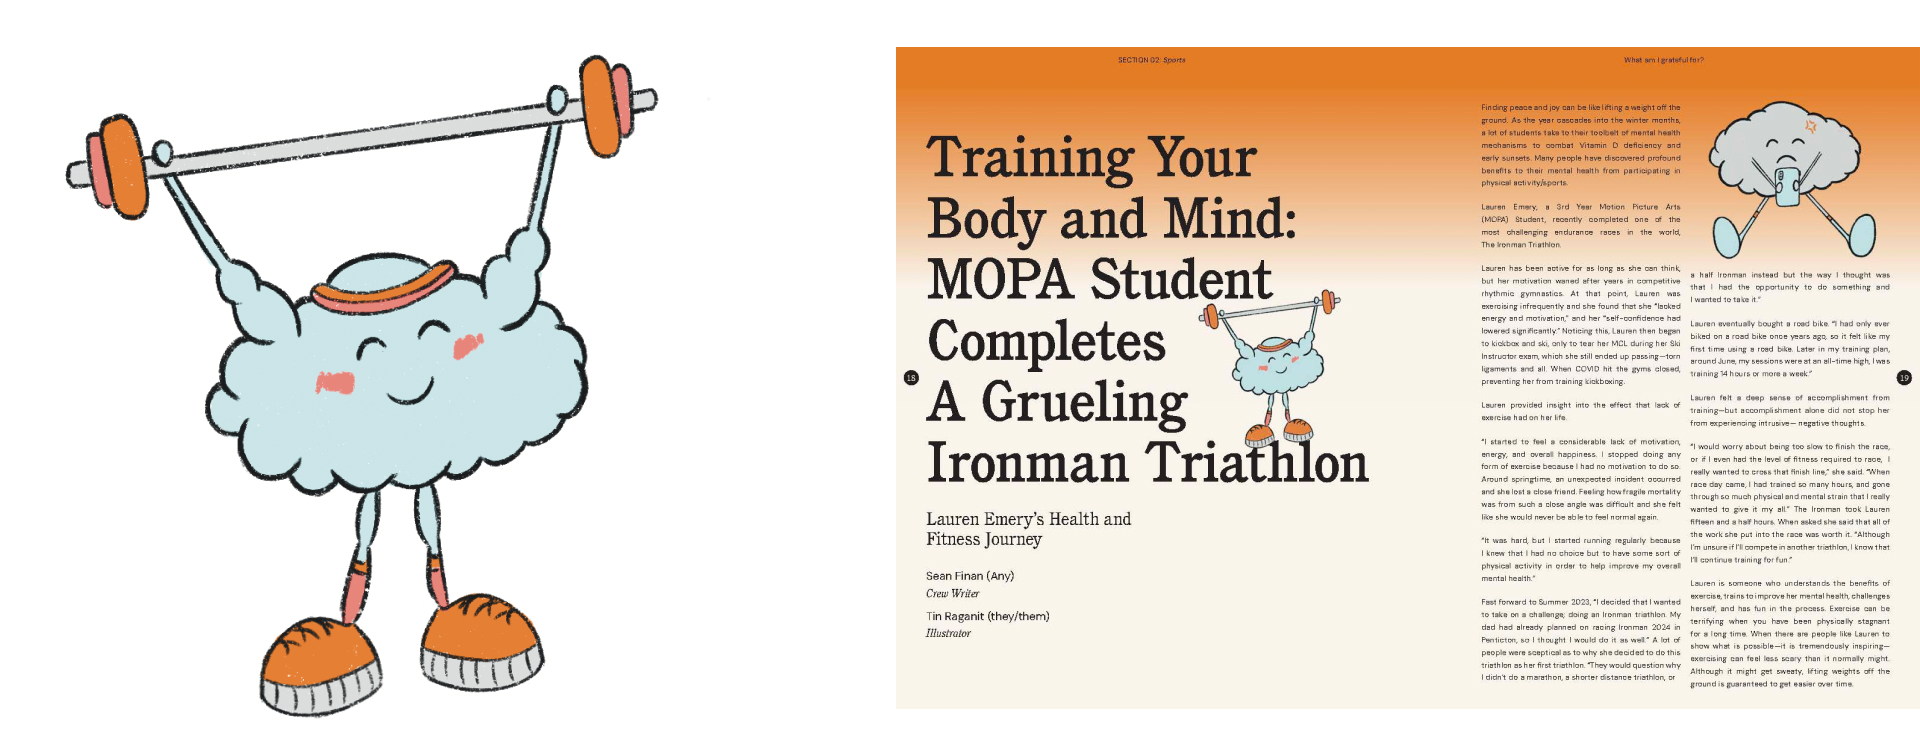 SECTION 02: Sports
What am I grateful for?
Training Your
Body and Mind:
MOPA Student
Completes
A Grueling
Ironman Triathlon
Lauren Emery's Health and
Fitness Journey
Sean Finan (Any)
Crew Writer
Tin Raganit (they/them)
Illustrator
18
Finding peace and joy can be like lifting a weight off the
ground. As the year cascades into the winter months,
a lot of students take to their toolbelt of mental health
mechanisms to combat Vitamin D deficiency and
early sunsets. Many people have discovered profound
benefits to their mental health from participating in
physical activity/sports.
Lauren Emery, a 3rd Year Motion Picture Arts
(MOPA) Student, recently completed one of the
most challenging endurance races in the world,
The Ironman Triathlon.
Lauren has been active for as long as she can think,
but her motivation waned after years in competitive
rhythmic gymnastics. At that point, Lauren was
exercising infrequently and she found that she "lacked
energy and motivation," and her "self-confidence had
lowered significantly." Noticing this, Lauren then began
to kickbox and ski, only to tear her MCL during her Ski
Instructor exam, which she still ended up passing—torn
ligaments and all. When COVID hit the gyms closed,
preventing her from training kickboxing.
Lauren provided insight into the effect that lack of
exercise had on her life.
"I started to feel a considerable lack of motivation,
energy, and overall happiness. I stopped doing any
form of exercise because I had no motivation to do so.
Around springtime, an unexpected incident occurred
and she lost a close friend. Feeling how fragile mortality
was from such a close angle was difficult and she felt
like she would never be able to feel normal again.
"It was hard, but I started running regularly because
I knew that I had no choice but to have some sort of
physical activity in order to help improve my overall
mental health."
Fast forward to Summer 2023, "I decided that I wanted
to take on a challenge; doing an Ironman triathlon. My
dad had already planned on racing Ironman 2024 in
Penticton, so I thought I would do it as well." A lot of
people were sceptical as to why she decided to do this
triathlon as her first triathlon. "They would question why
I didn't do a marathon, a shorter distance triathlon, or
a half Ironman instead but the way I thought was
that I had the opportunity to do something and
I wanted to take it."
Lauren eventually bought a road bike. "I had only ever
biked on a road bike once years ago, so it felt like my
first time using a road bike. Later in my training plan,
around June, my sessions were at an all-time high, I was
training 14 hours or more a week."
Lauren felt a deep sense of accomplishment from
training—but accomplishment alone did not stop her
from experiencing intrusive— negative thoughts.
"I would worry about being too slow to finish the race,
or if I even had the level of fitness required to race, I
really wanted to cross that finish line," she said. "When
race day came, I had trained so many hours, and gone
through so much physical and mental strain that I really
wanted to give it my all." The Ironman took Lauren
fifteen and a half hours. When asked she said that all of
the work she put into the race was worth it. "Although
I'm unsure if I'll compete in another triathlon, I know that
I'll continue training for fun."
Lauren is someone who understands the benefits of
exercise, trains to improve her mental health, challenges
herself, and has fun in the process. Exercise can be
terrifying when you have been physically stagnant
for a long time. When there are people like Lauren to
show what is possible—it is tremendously inspiring—
exercising can feel less scary than it normally might.
Although it might get sweaty, lifting weights off the
ground is guaranteed to get easier over time.
19